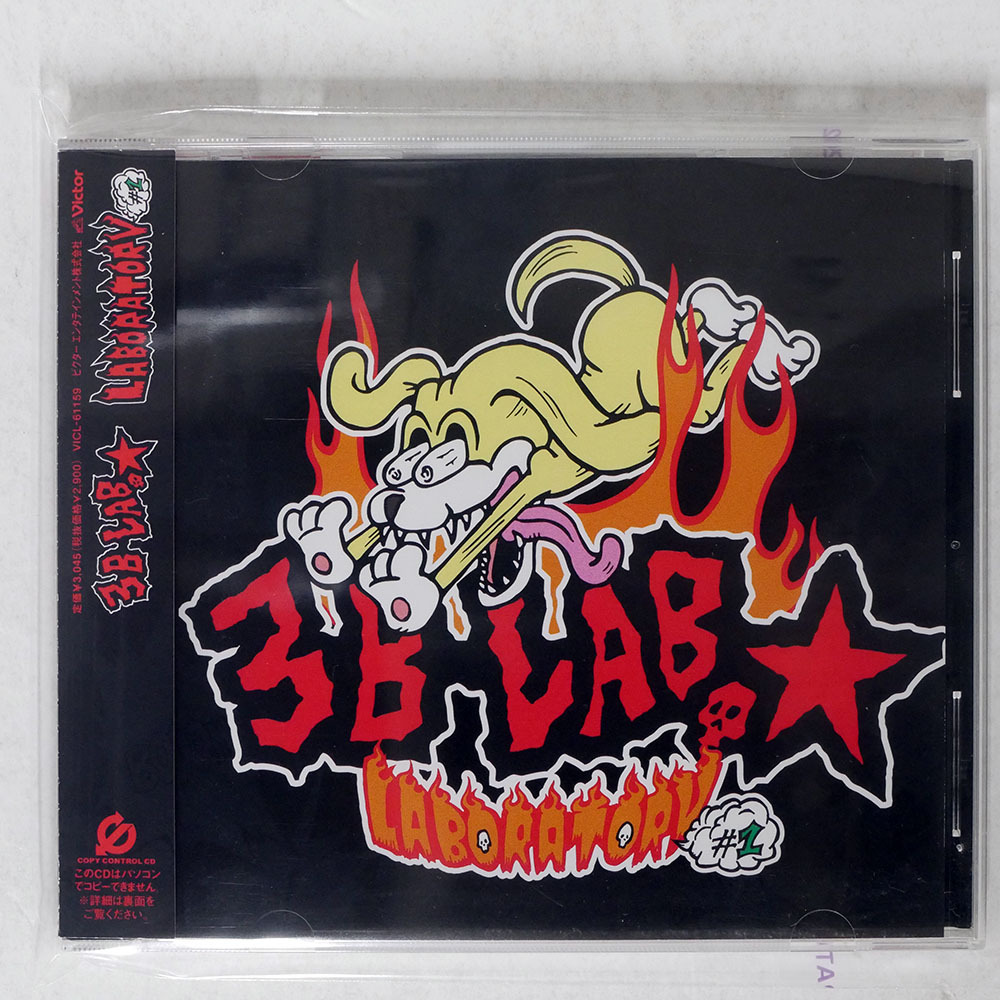 3B LAB.★
LABORATORY #1
定価¥3,045(税抜価格¥2,900) VICL-61159 ビクターエンタテインメント株式会社 Victor
COPY CONTROL CD
このCDはパソコン
でコピーできません。
※詳細は裏面を
ご覧ください。
3B LAB.★
LABORATORY
#1